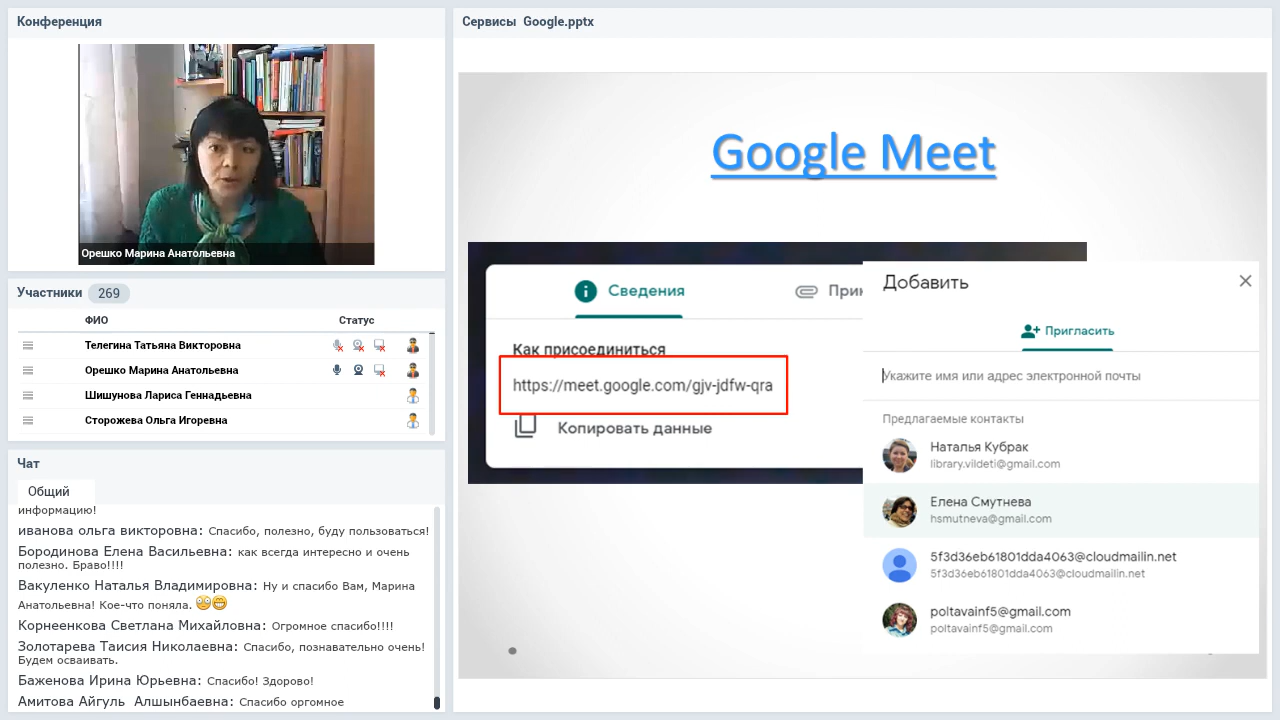 Конференция
Орешко Марина Анатольевна
Участники 269
ФИО Статус
Телегина Татьяна Викторовна
Орешко Марина Анатольевна
Шишунова Лариса Геннадьевна
Сторожева Ольга Игоревна
Чат
Общий
информацию!
иванова ольга викторовна: Спасибо, полезно, буду пользоваться!
Бородинова Елена Васильевна: как всегда интересно и очень
полезно. Браво!!!!
Вакуленко Наталья Владимировна: Ну и спасибо Вам, Марина
Анатольевна! Кое-что поняла.
Корнеенкова Светлана Михайловна: Огромное спасибо!!!!
Золотарева Таисия Николаевна: Спасибо, познавательно очень!
Будем осваивать.
Баженова Ирина Юрьевна: Спасибо! Здорово!
Амитова Айгуль Алшынбаевна: Спасибо оргомное
Сервисы Google.pptx
Google Meet
Сведения
Прик
Как присоединиться
https://meet.google.com/gjv-jdfw-qra
Копировать данные
Добавить
Пригласить
Укажите имя или адрес электронной почты
Предлагаемые контакты
Наталья Кубрак
library.vildeti@gmail.com
Елена Смутнева
hsmutneva@gmail.com
5f3d36eb61801dda4063@cloudmailin.net
5f3d36eb61801dda4063@cloudmailin.net
poltavainf5@gmail.com
poltavainf5@gmail.com